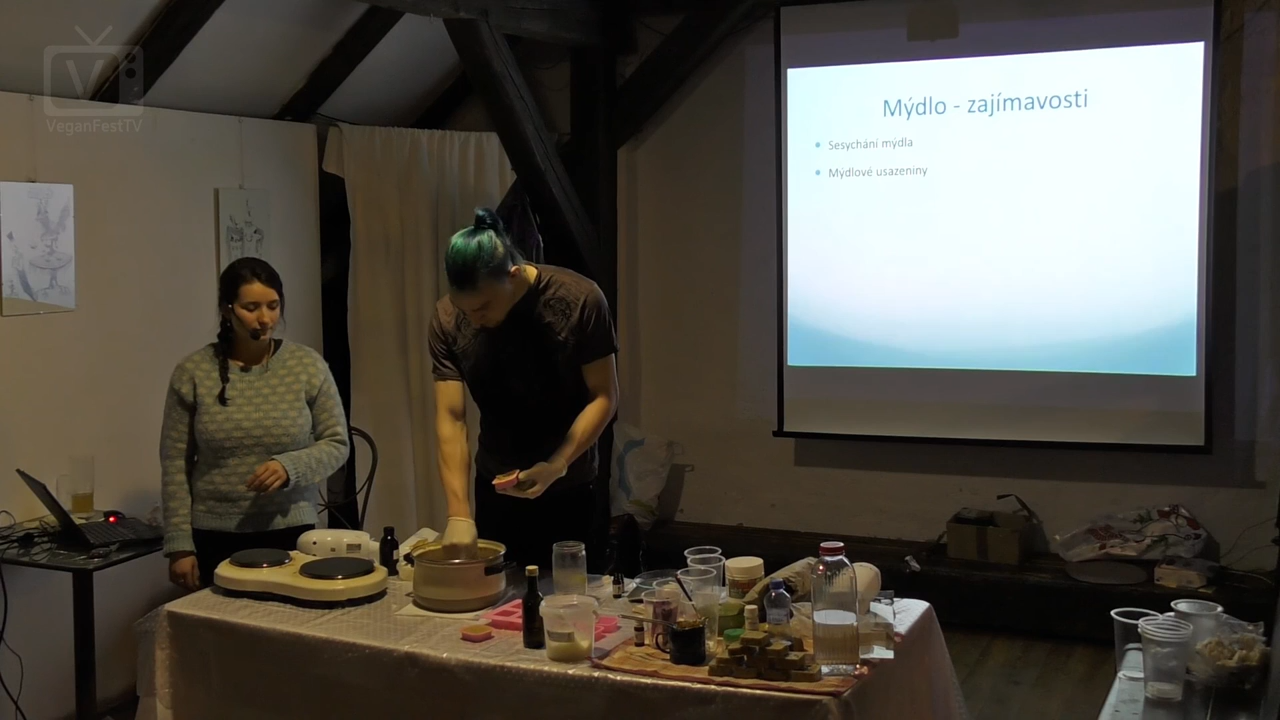 V
VeganFestTV
Mýdlo - zajímavosti
• Sesychání mýdla
• Mýdlové usazeniny